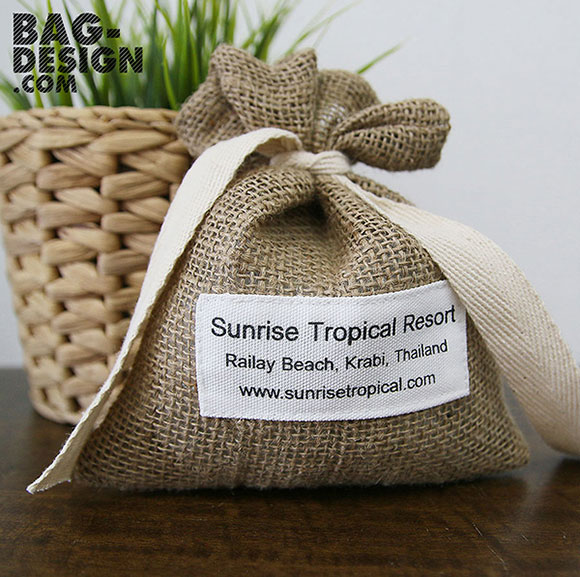 BAG-
DESIGN
.COM
Sunrise Tropical Resort
Railay Beach, Krabi, Thailand
www.sunrisetropical.com